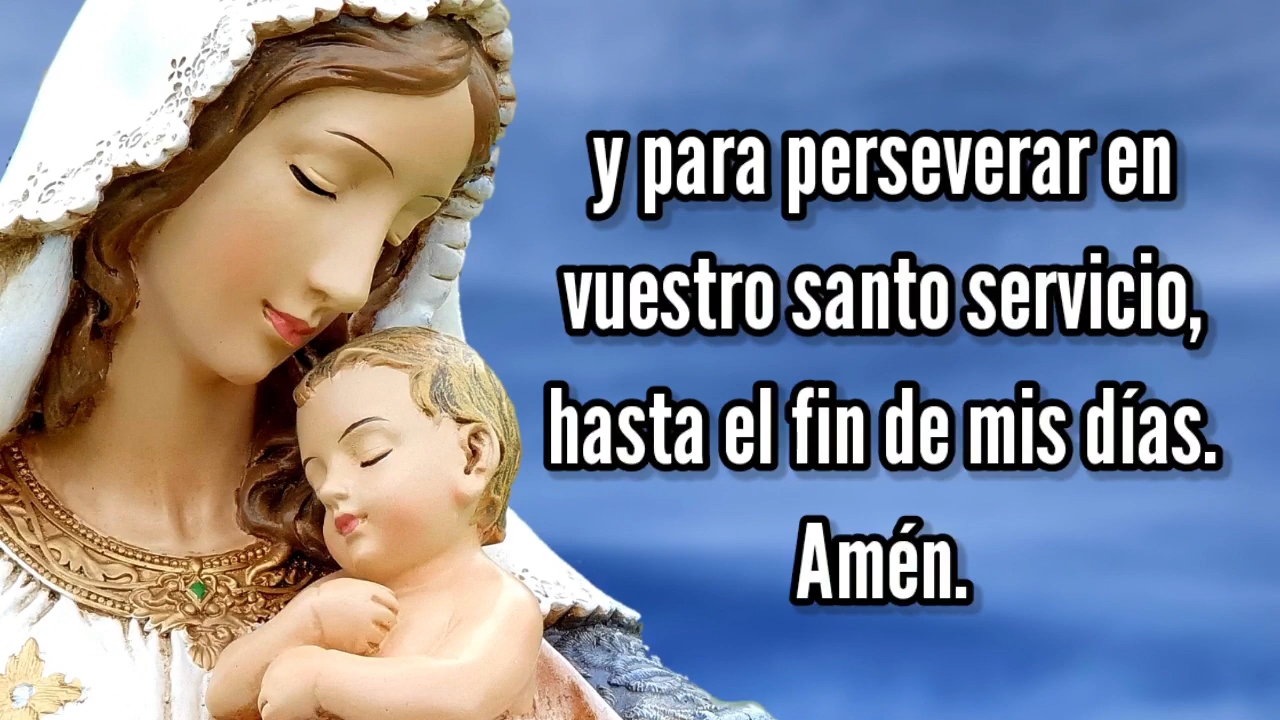 y para perseverar en
vuestro santo servicio,
hasta el fin de mis días.
Amén.